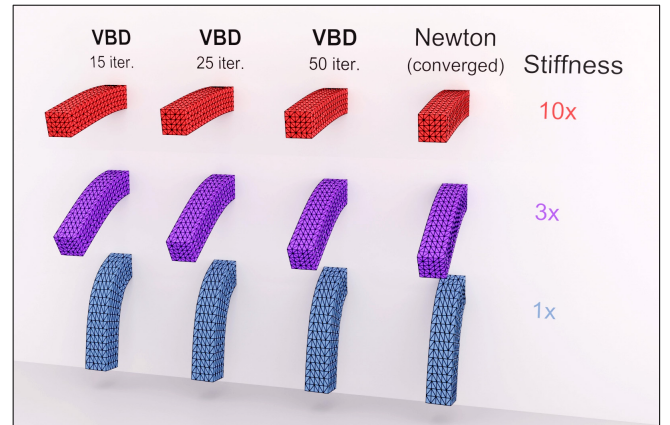 VBD VBD VBD Newton
15 iter. 25 iter. 50 iter. (converged) Stiffness
10x
3x
1x